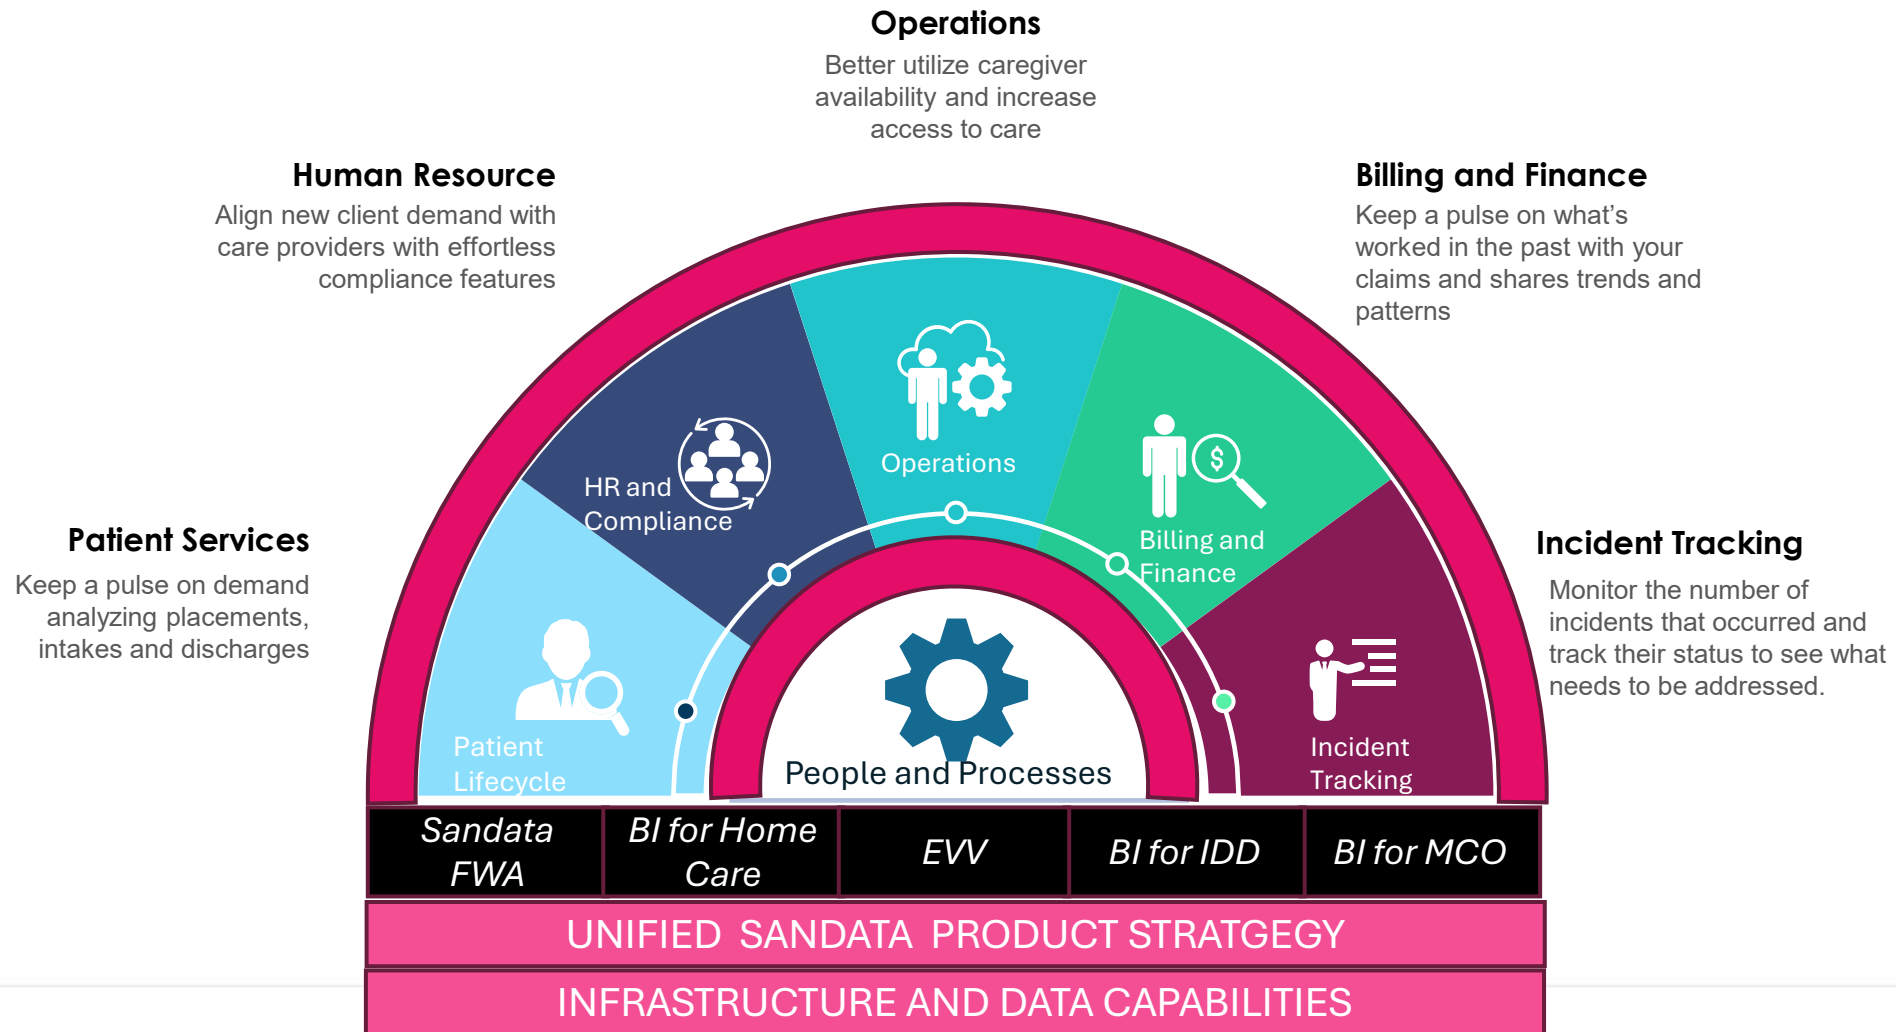 Operations
Better utilize caregiver
availability and increase
access to care
Human Resource
Align new client demand with
care providers with effortless
compliance features
Billing and Finance
Keep a pulse on what’s
worked in the past with your
claims and shares trends and
patterns
Patient Services
Keep a pulse on demand
analyzing placements,
intakes and discharges
Incident Tracking
Monitor the number of
incidents that occurred and
track their status to see what
needs to be addressed.
Patient
Lifecycle
HR and
Compliance
Operations
$
Billing and
Finance
Incident
Tracking
People and Processes
Sandata
FWA
BI for Home
Care
EVV
BI for IDD
BI for MCO
UNIFIED SANDATA PRODUCT STRATGEGY
INFRASTRUCTURE AND DATA CAPABILITIES